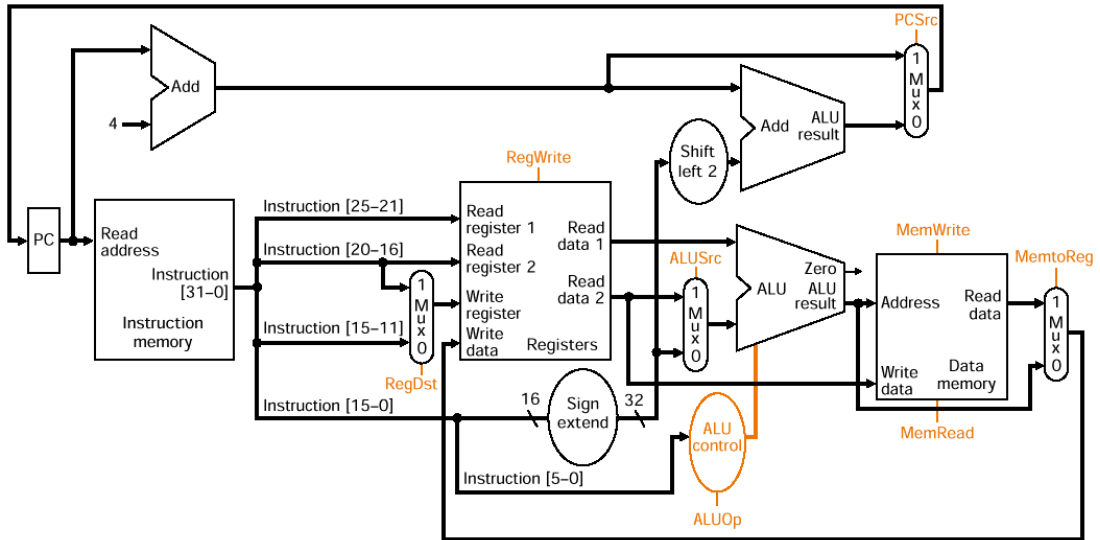 PCSrc
1
M
u
x
0
Add
4
Add
ALU
result
Shift
left 2
RegWrite
PC
Read
address
Instruction
[31–0]
Instruction
memory
Instruction [25–21]
Instruction [20–16]
Instruction [15–11]
Instruction [15–0]
Instruction [5–0]
1
M
u
x
0
RegDst
Read
register 1
Read
register 2
Write
register
Write
data
Read
data 1
Read
data 2
Registers
16
Sign
extend
32
ALUSrc
1
M
u
x
0
ALU
Zero
ALU
result
ALU
control
ALUOp
MemWrite
Address
Read
data
Write
data
Data
memory
MemRead
MemtoReg
1
M
u
x
0